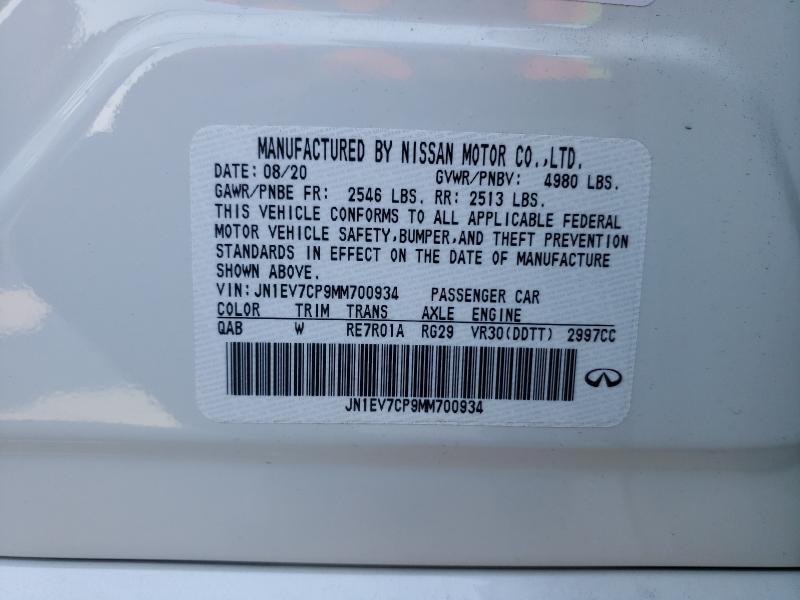 MANUFACTURED BY NISSAN MOTOR CO.,LTD.
DATE: 08/20 GVWR/PNBV: 4980 LBS.
GAWR/PNBE FR: 2546 LBS. RR: 2513 LBS.
THIS VEHICLE CONFORMS TO ALL APPLICABLE FEDERAL
MOTOR VEHICLE SAFETY,BUMPER,AND THEFT PREVENTION
STANDARDS IN EFFECT ON THE DATE OF MANUFACTURE
SHOWN ABOVE.
VIN:JN1EV7CP9MM700934 PASSENGER CAR
COLOR TRIM TRANS AXLE ENGINE
QAB W RE7R01A RG29 VR30(DDTT) 2997CC
JN1EV7CP9MM700934